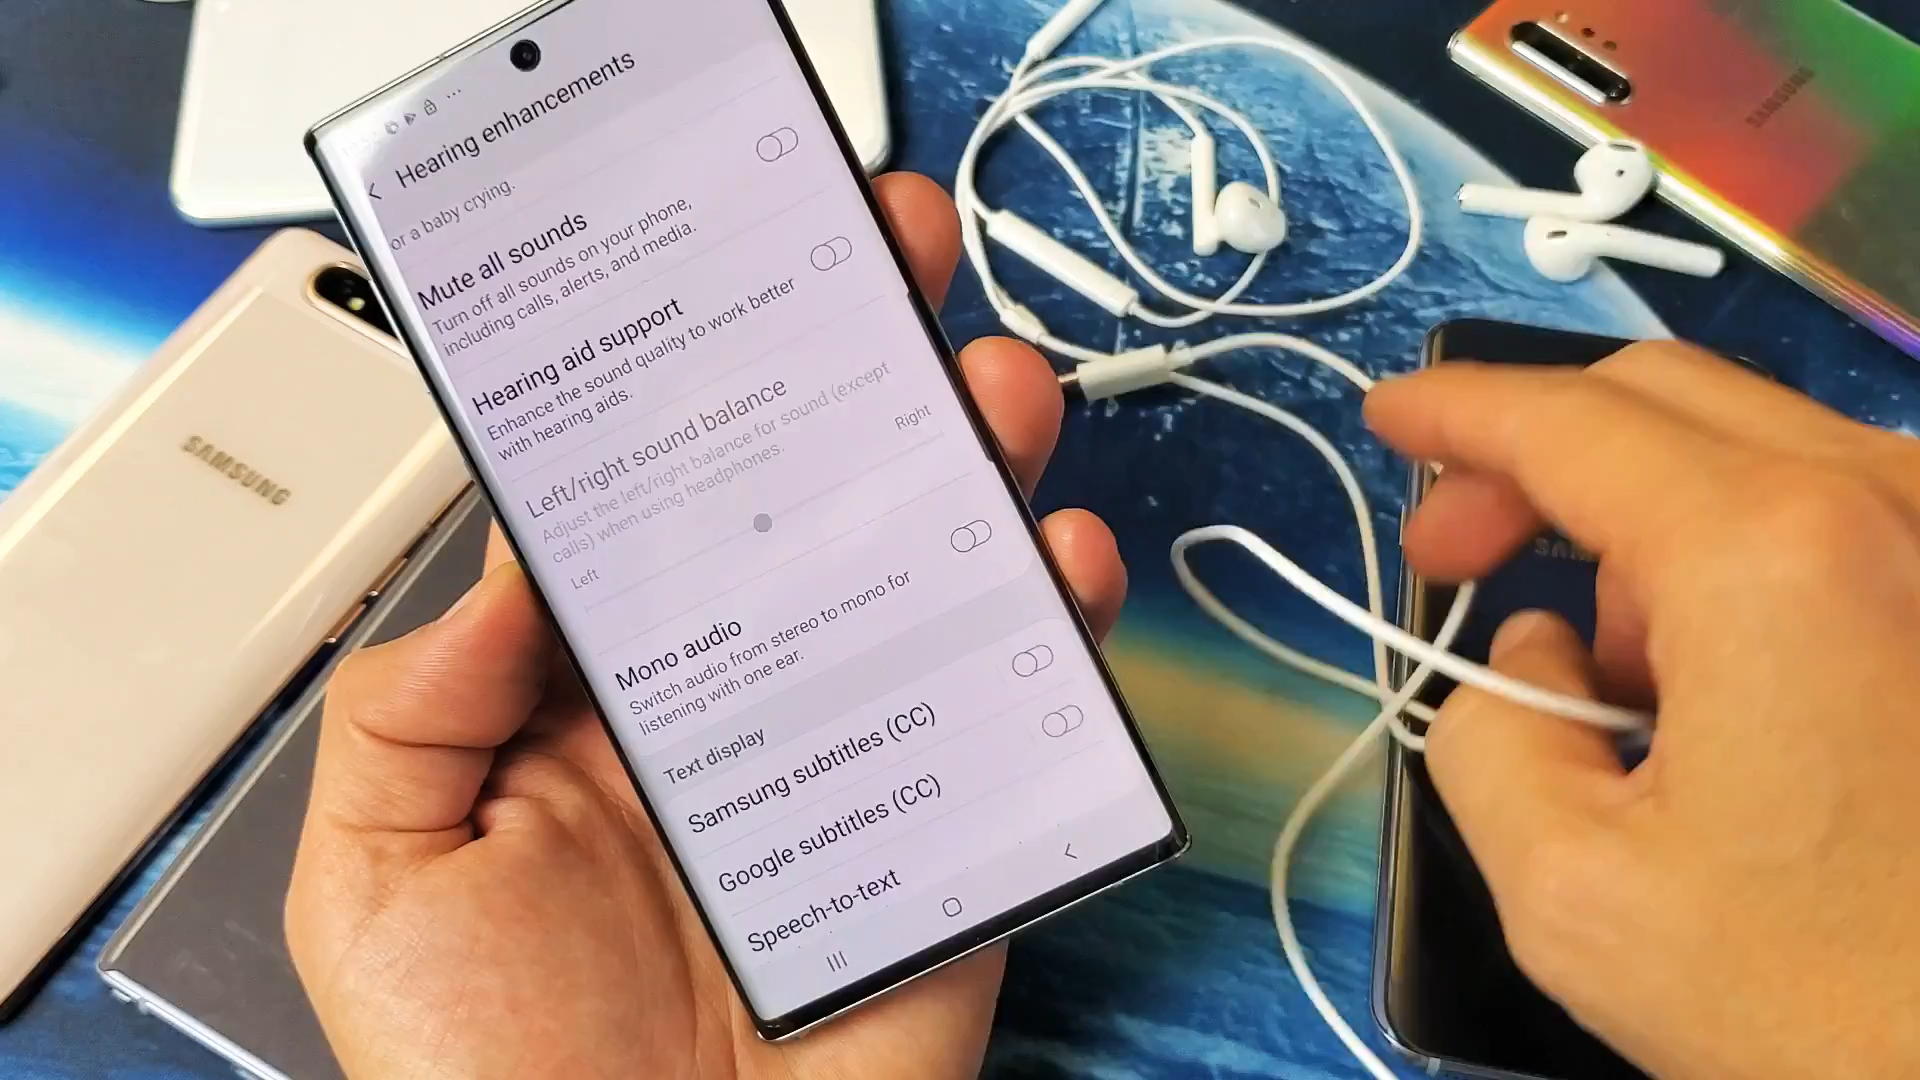 Hearing enhancements
or a baby crying.
Mute all sounds
Turn off all sounds on your phone,
including calls, alerts, and media.
Hearing aid support
Enhance the sound quality to work better
with hearing aids.
Left/right sound balance
Adjust the left/right balance for sound (except
calls) when using headphones.
Left
Right
Mono audio
Switch audio from stereo to mono for
listening with one ear.
Text display
Samsung subtitles (CC)
Google subtitles (CC)
Speech-to-text
SAMSUNG
SAMSUNG